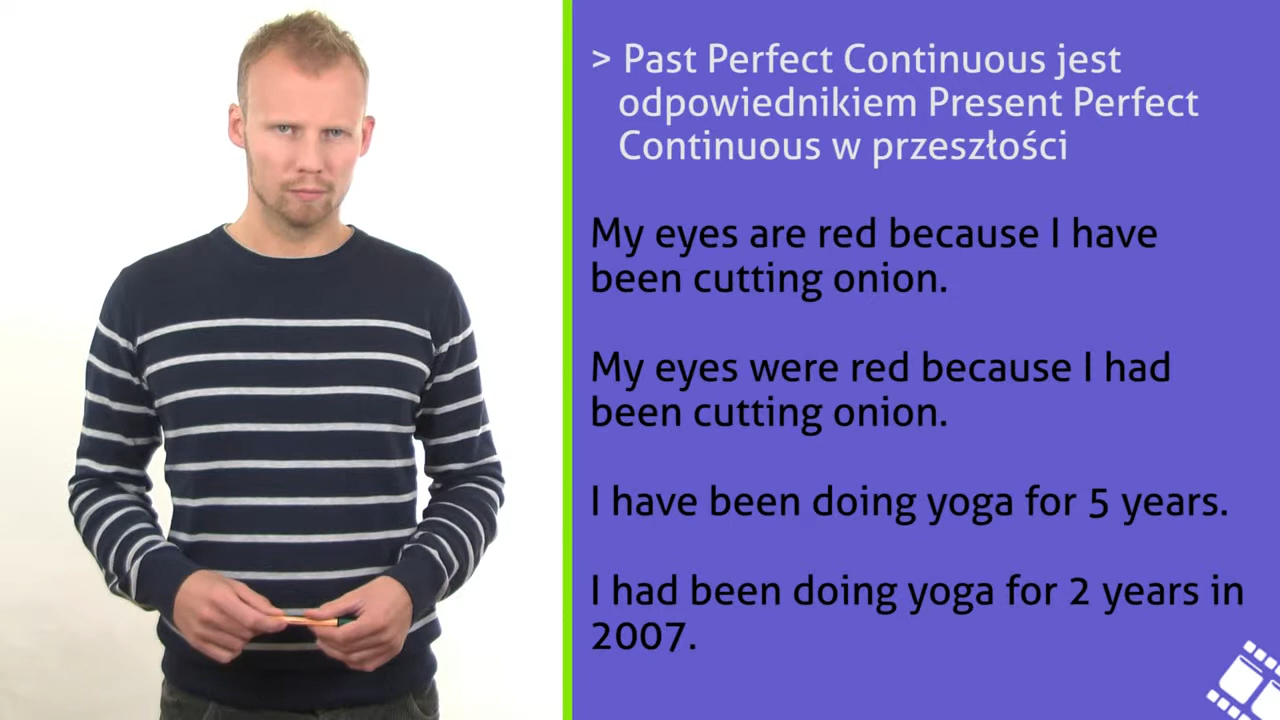 > Past Perfect Continuous jest
odpowiednikiem Present Perfect
Continuous w przeszłości
My eyes are red because I have
been cutting onion.
My eyes were red because I had
been cutting onion.
I have been doing yoga for 5 years.
I had been doing yoga for 2 years in
2007.